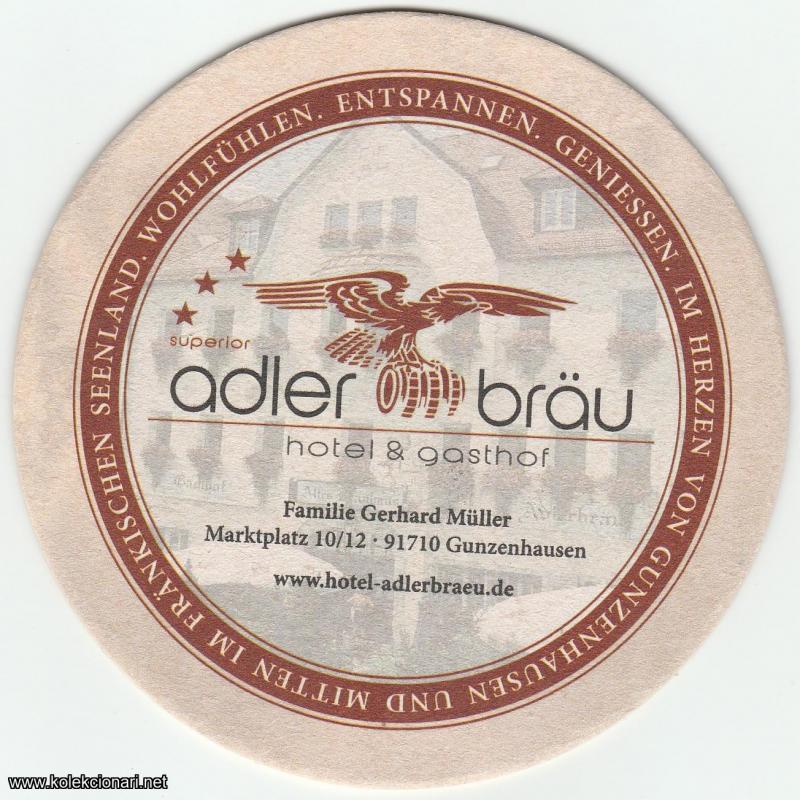 WOHLFÜHLEN. ENTSPANNEN. GENIESSEN. IM HERZEN VON GUNZENHAUSEN UND MITTEN IM FRÄNKISCHEN SEENLAND.
superior
adler bräu
hotel & gasthof
Familie Gerhard Müller
Marktplatz 10/12 · 91710 Gunzenhausen
www.hotel-adlerbraeu.de
www.kolekcionari.net